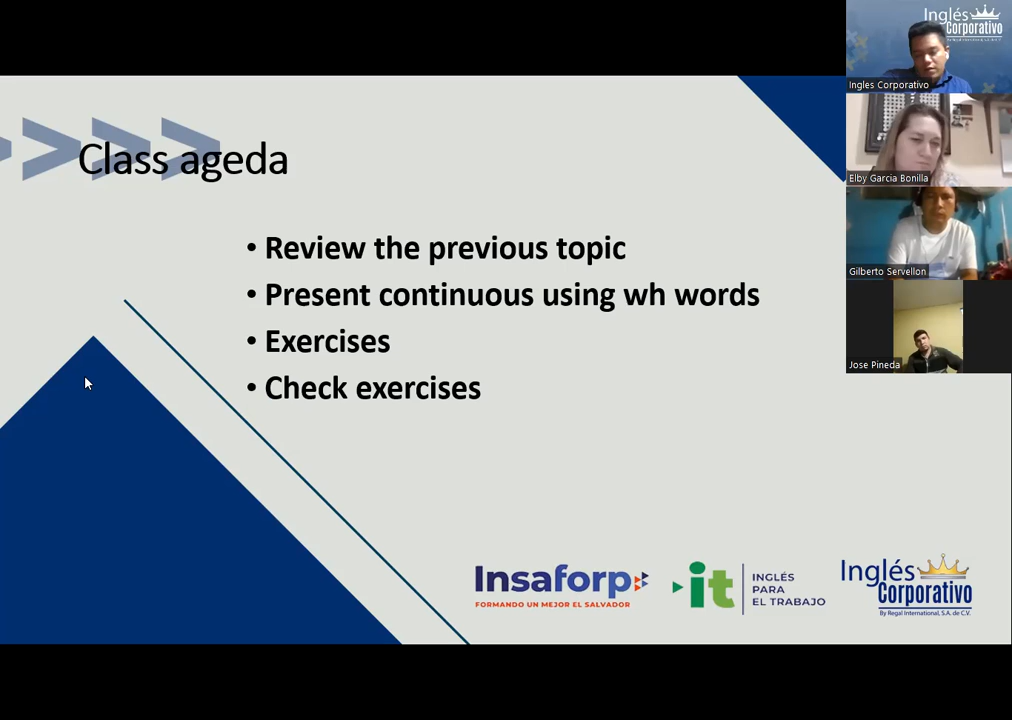 Inglés
Corporativo
Ingles Corporativo
Elby Garcia Bonilla
Gilberto Servellon
Jose Pineda
Class ageda
• Review the previous topic
• Present continuous using wh words
• Exercises
• Check exercises
Insaforp
FORMANDO UN MEJOR EL SALVADOR
it
INGLÉS
PARA
EL TRABAJO
Inglés
Corporativo
By Regal International, S.A. de C.V.